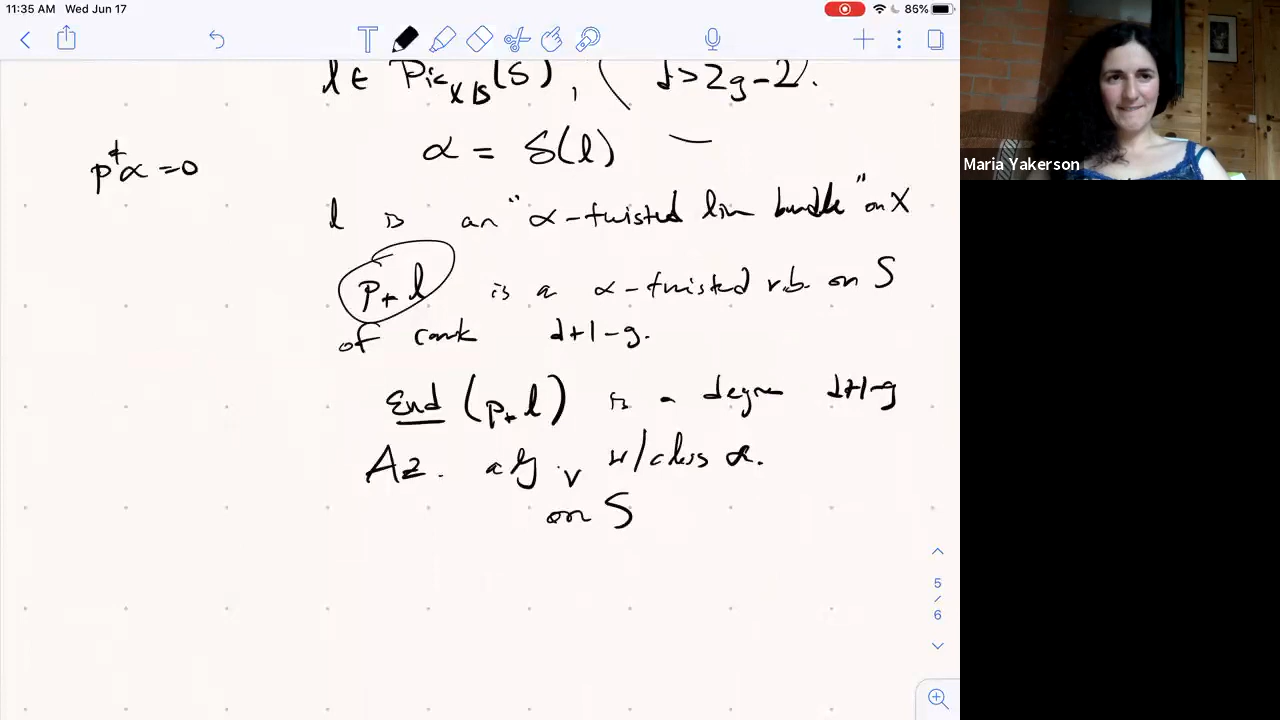 11:35 AM Wed Jun 17
85%
l ∈ Pic_{X/S}(S), ( d>2g-2).
α = δ(l)
p*α =0
l is an "α-twisted line bundle" on X
p_* l is a α-twisted v.b. on S
of rank d+1-g.
End (p_* l) is a degree d+1-g
Az. alg w/class α.
on S
5
/
6
Maria Yakerson